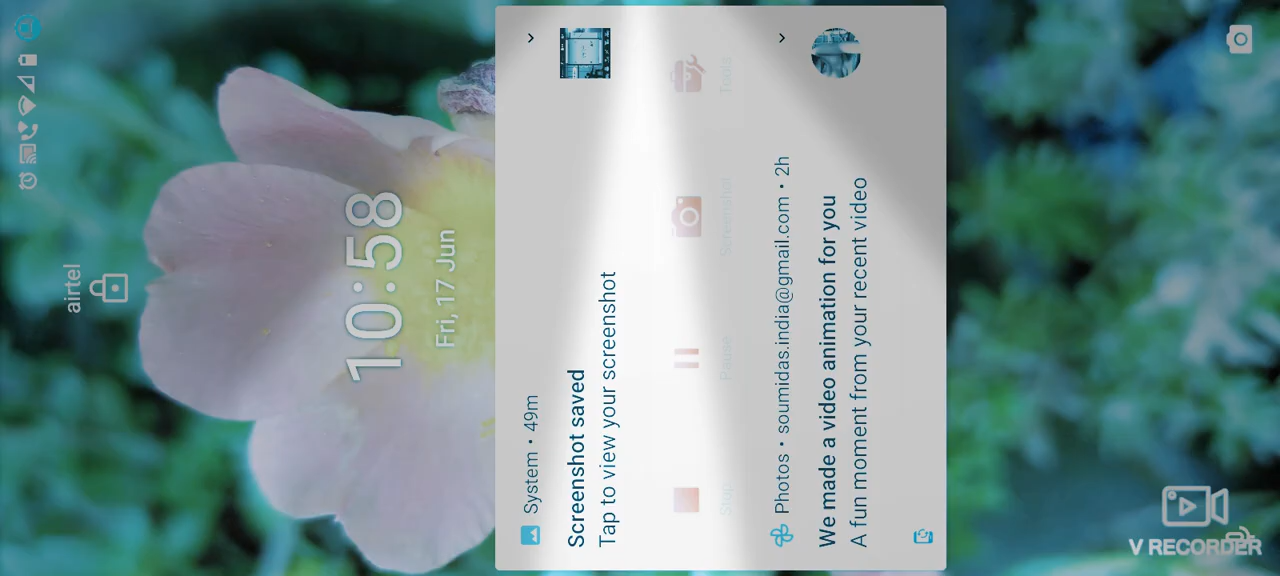 airtel
10:58
Fri, 17 Jun
System • 49m
Screenshot saved
Tap to view your screenshot
Stop
Pause
Screenshot
Tools
Photos • soumidas.india@gmail.com • 2h
We made a video animation for you
A fun moment from your recent video
V RECORDER